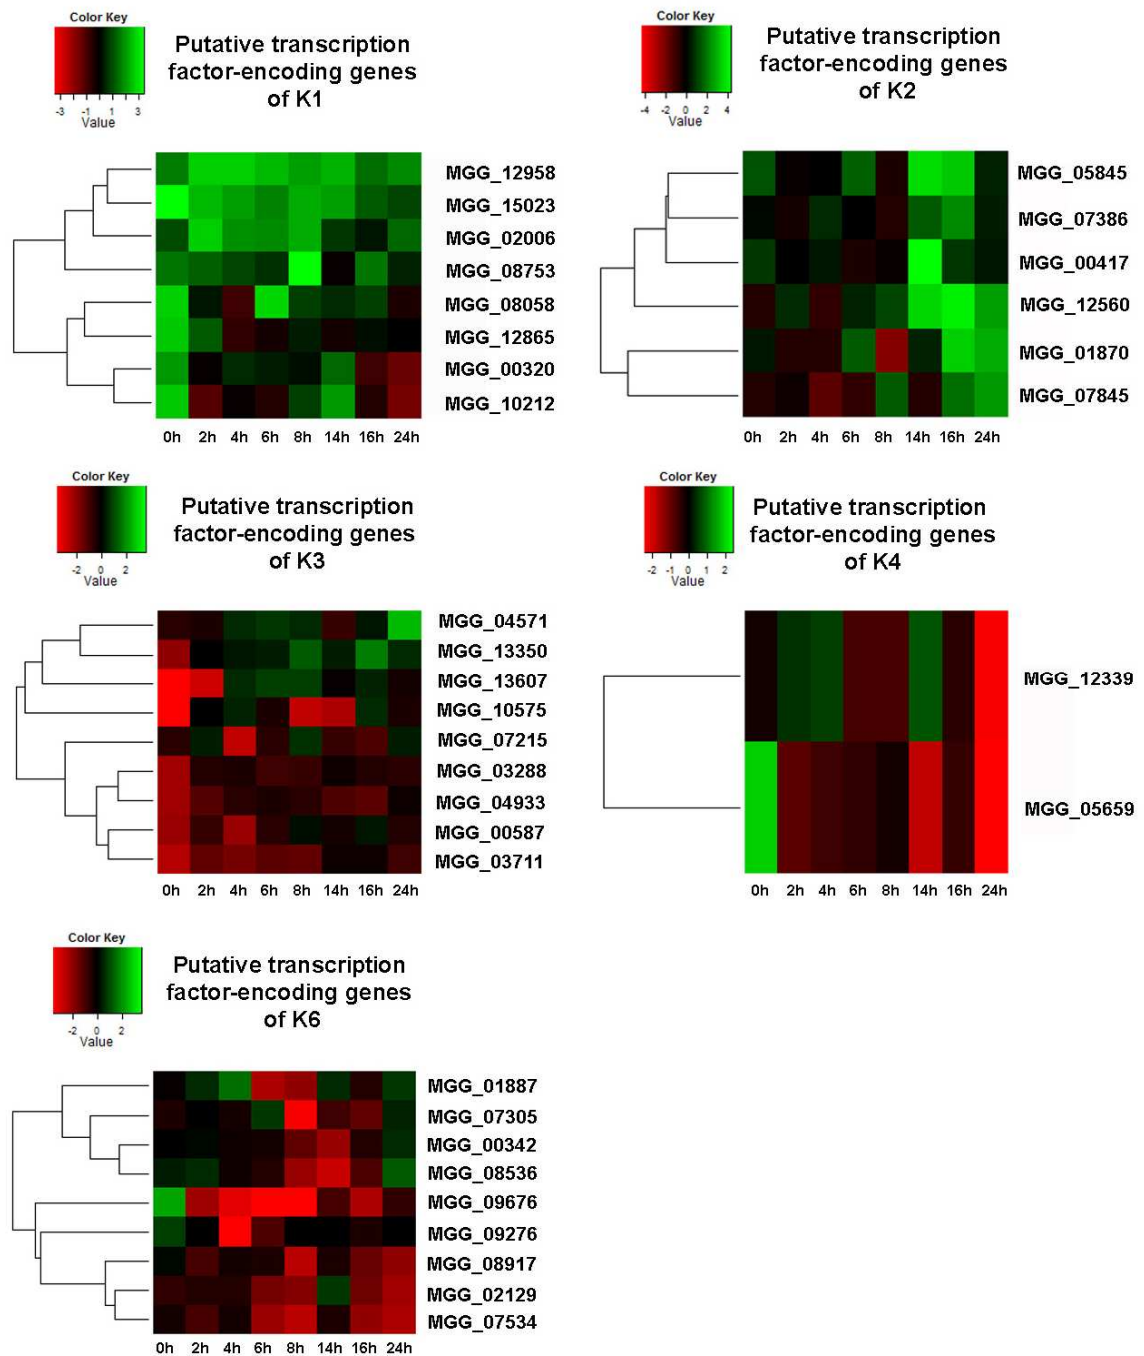 Color Key
-3 -1 1 3
Value
Putative transcription
factor-encoding genes
of K1
MGG_12958
MGG_15023
MGG_02006
MGG_08753
MGG_08058
MGG_12865
MGG_00320
MGG_10212
0h 2h 4h 6h 8h 14h 16h 24h
Color Key
-4 -2 0 2 4
Value
Putative transcription
factor-encoding genes
of K2
MGG_05845
MGG_07386
MGG_00417
MGG_12560
MGG_01870
MGG_07845
0h 2h 4h 6h 8h 14h 16h 24h
Color Key
-2 0 2
Value
Putative transcription
factor-encoding genes
of K3
MGG_04571
MGG_13350
MGG_13607
MGG_10575
MGG_07215
MGG_03288
MGG_04933
MGG_00587
MGG_03711
0h 2h 4h 6h 8h 14h 16h 24h
Color Key
-2 -1 0 1 2
Value
Putative transcription
factor-encoding genes
of K4
MGG_12339
MGG_05659
0h 2h 4h 6h 8h 14h 16h 24h
Color Key
-2 0 2
Value
Putative transcription
factor-encoding genes
of K6
MGG_01887
MGG_07305
MGG_00342
MGG_08536
MGG_09676
MGG_09276
MGG_08917
MGG_02129
MGG_07534
0h 2h 4h 6h 8h 14h 16h 24h